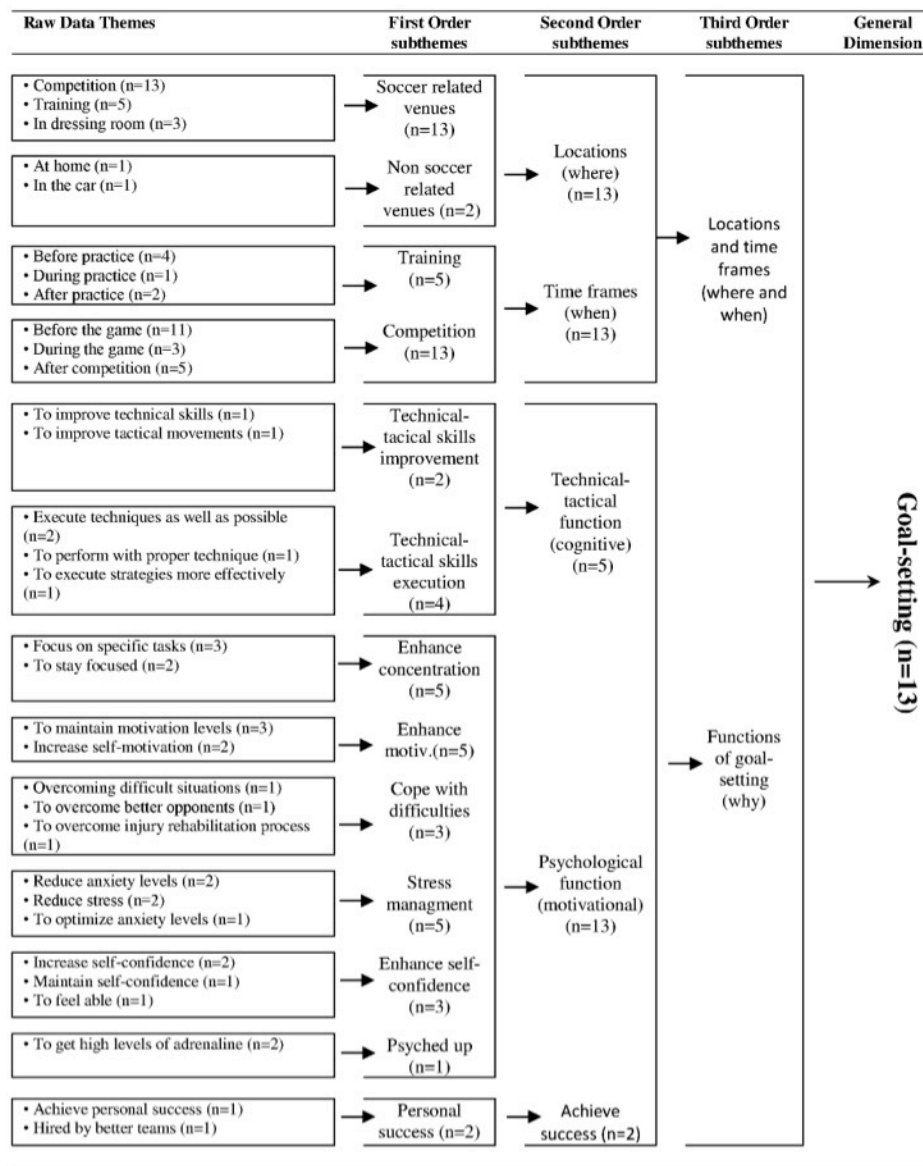 Raw Data Themes
First Order
subthemes
Second Order
subthemes
Third Order
subthemes
General
Dimension
• Competition (n=13)
• Training (n=5)
• In dressing room (n=3)
Soccer related
venues
(n=13)
• At home (n=1)
• In the car (n=1)
Non soccer
related
venues (n=2)
Locations
(where)
(n=13)
• Before practice (n=4)
• During practice (n=1)
• After practice (n=2)
Training
(n=5)
• Before the game (n=11)
• During the game (n=3)
• After competition (n=5)
Competition
(n=13)
Time frames
(when)
(n=13)
Locations
and time
frames
(where and
when)
• To improve technical skills (n=1)
• To improve tactical movements (n=1)
Technical-
tacical skills
improvement
(n=2)
• Execute techniques as well as possible
(n=2)
• To perform with proper technique (n=1)
• To execute strategies more effectively
(n=1)
Technical-
tactical skills
execution
(n=4)
Technical-
tactical
function
(cognitive)
(n=5)
• Focus on specific tasks (n=3)
• To stay focused (n=2)
Enhance
concentration
(n=5)
• To maintain motivation levels (n=3)
• Increase self-motivation (n=2)
Enhance
motiv.(n=5)
• Overcoming difficult situations (n=1)
• To overcome better opponents (n=1)
• To overcome injury rehabilitation process
(n=1)
Cope with
difficulties
(n=3)
• Reduce anxiety levels (n=2)
• Reduce stress (n=2)
• To optimize anxiety levels (n=1)
Stress
managment
(n=5)
• Increase self-confidence (n=2)
• Maintain self-confidence (n=1)
• To feel able (n=1)
Enhance self-
confidence
(n=3)
• To get high levels of adrenaline (n=2)
Psyched up
(n=1)
Psychological
function
(motivational)
(n=13)
• Achieve personal success (n=1)
• Hired by better teams (n=1)
Personal
success (n=2)
Achieve
success (n=2)
Functions
of goal-
setting
(why)
Goal-setting (n=13)